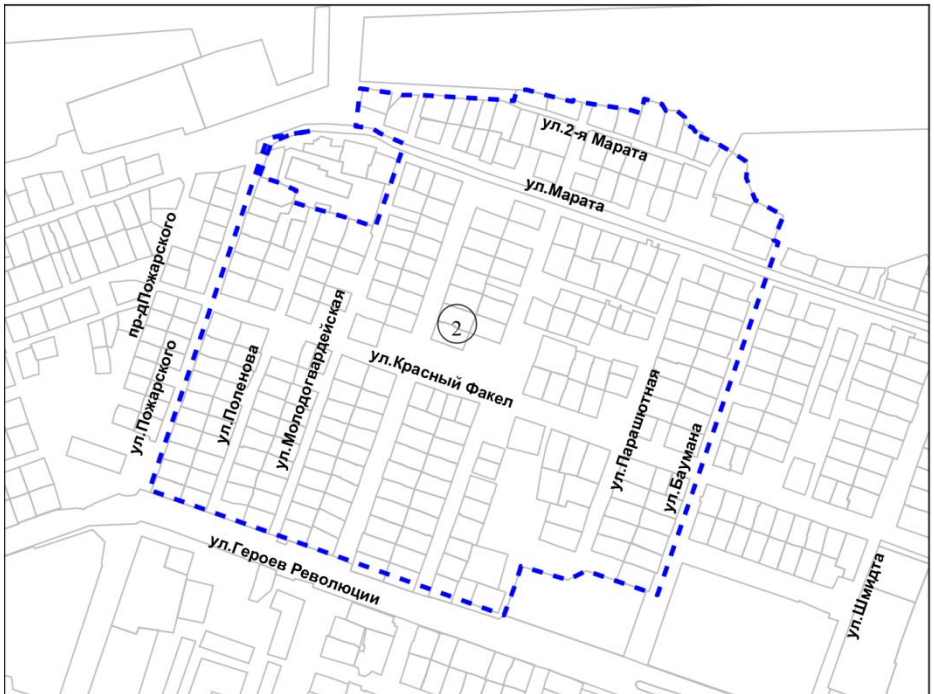 ул.2-я Марата
ул.Марата
пр-дПожарского
2
ул.Красный Факел
ул.Пожарского
ул.Поленова
ул.Молодогвардейская
ул.Парашютная
ул.Баумана
ул.Героев Революции
ул.Шмидта